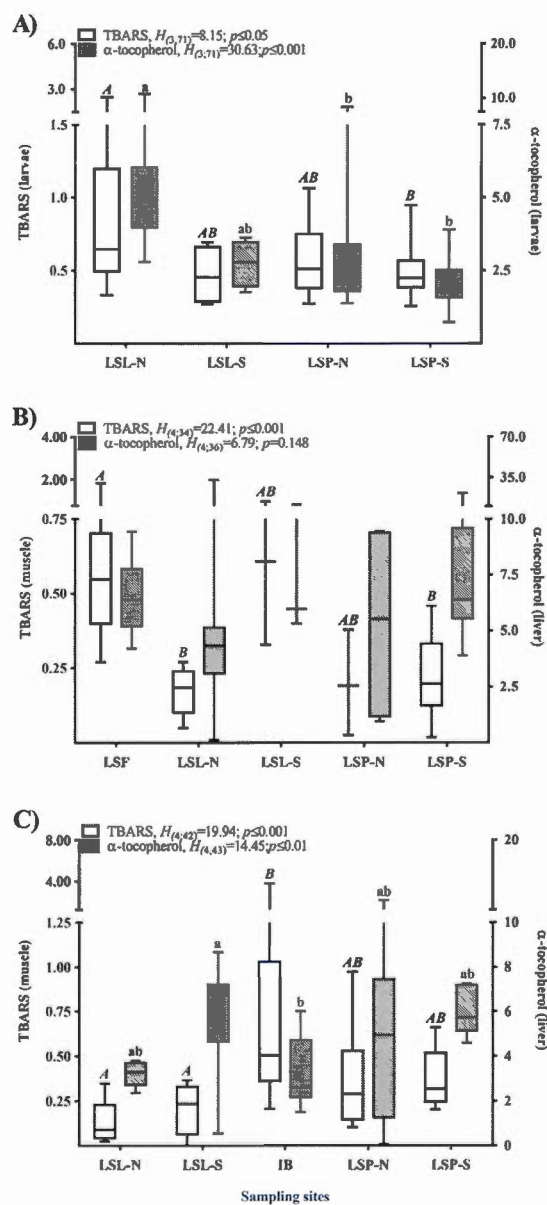 A)
TBARS, H(3;71)=8.15; p≤0.05
α-tocopherol, H(3;71)=30.63; p≤0.001
6.0
3.0
1.5
1.0
0.5
TBARS (larvae)
20.0
10.0
7.5
5.0
2.5
α-tocopherol (larvae)
A a AB ab AB b B b
LSL-N LSL-S LSP-N LSP-S
B)
TBARS, H(4;34)=22.41; p≤0.001
α-tocopherol, H(4;36)=6.79; p=0.148
4.00
2.00
0.75
0.50
0.25
TBARS (muscle)
70.0
35.0
10.0
7.5
5.0
2.5
α-tocopherol (liver)
A B AB AB B
LSF LSL-N LSL-S LSP-N LSP-S
C)
TBARS, H(4;42)=19.94; p≤0.001
α-tocopherol, H(4,43)=14.45; p≤0.01
8.00
4.00
1.25
1.00
0.75
0.50
0.25
TBARS (muscle)
20
10
8
6
4
2
0
α-tocopherol (liver)
A ab A a B b AB ab AB ab
LSL-N LSL-S IB LSP-N LSP-S
Sampling sites